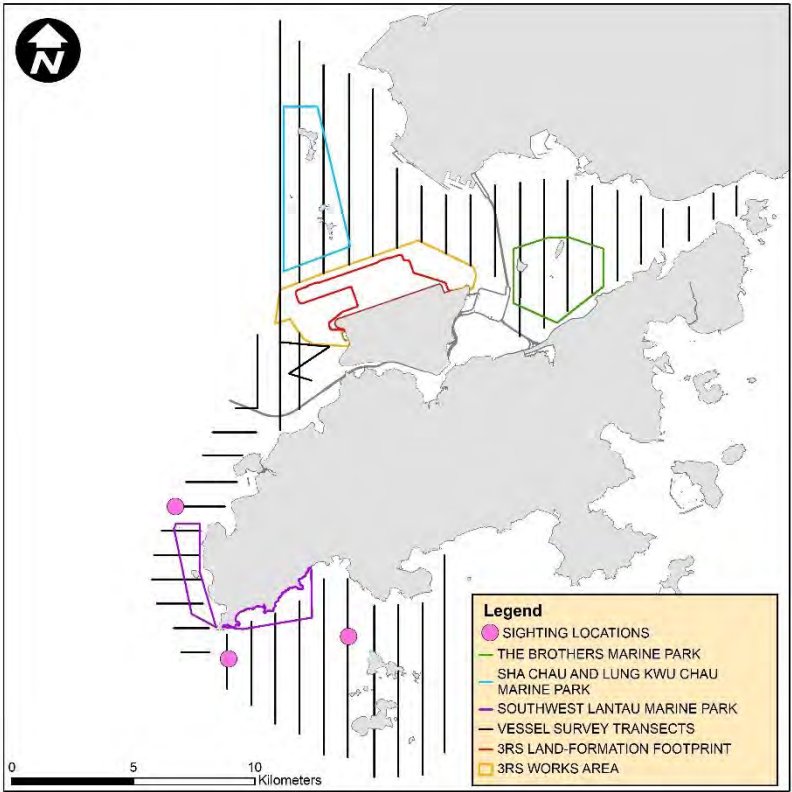 N
Legend
SIGHTING LOCATIONS
THE BROTHERS MARINE PARK
SHA CHAU AND LUNG KWU CHAU
MARINE PARK
SOUTHWEST LANTAU MARINE PARK
VESSEL SURVEY TRANSECTS
3RS LAND-FORMATION FOOTPRINT
3RS WORKS AREA
0 5 10
Kilometers